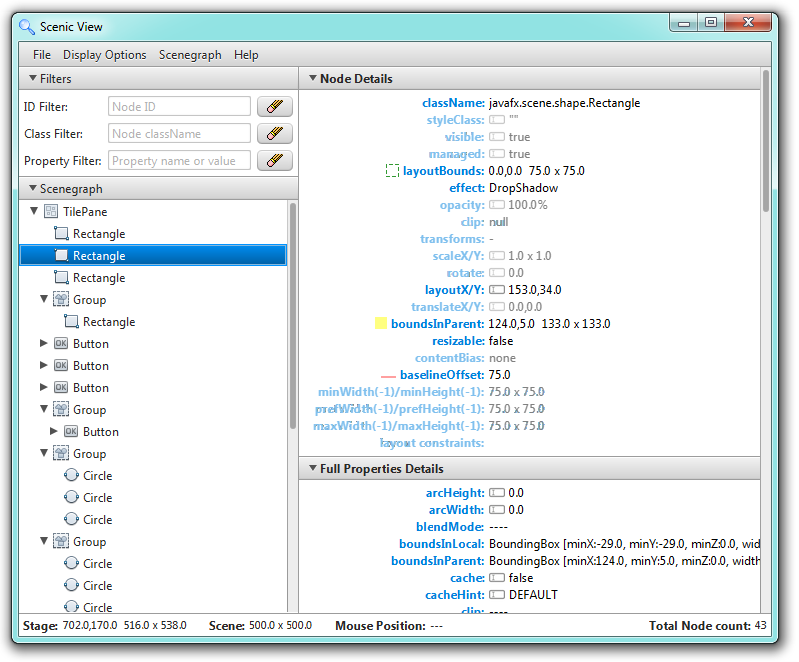 Scenic View
File Display Options Scenegraph Help
Filters
ID Filter: Node ID
Class Filter: Node className
Property Filter: Property name or value
Scenegraph
TilePane
Rectangle
Rectangle
Rectangle
Group
Rectangle
OK Button
OK Button
OK Button
Group
OK Button
Group
Circle
Circle
Circle
Group
Circle
Circle
Circle
Node Details
className: javafx.scene.shape.Rectangle
styleClass: ""
visible: true
managed: true
layoutBounds: 0.0,0.0 75.0 x 75.0
effect: DropShadow
opacity: 100.0%
clip: null
transforms: -
scaleX/Y: 1.0 x 1.0
rotate: 0.0
layoutX/Y: 153.0,34.0
translateX/Y: 0.0,0.0
boundsInParent: 124.0,5.0 133.0 x 133.0
resizable: false
contentBias: none
baselineOffset: 75.0
minWidth(-1)/minHeight(-1): 75.0 x 75.0
prefWidth(-1)/prefHeight(-1): 75.0 x 75.0
maxWidth(-1)/maxHeight(-1): 75.0 x 75.0
layout constraints:
Full Properties Details
arcHeight: 0.0
arcWidth: 0.0
blendMode: ----
boundsInLocal: BoundingBox [minX:-29.0, minY:-29.0, minZ:0.0, wid
boundsInParent: BoundingBox [minX:124.0, minY:5.0, minZ:0.0, width
cache: false
cacheHint: DEFAULT
clip: ----
Stage: 702.0,170.0 516.0 x 538.0 Scene: 500.0 x 500.0 Mouse Position: --- Total Node count: 43